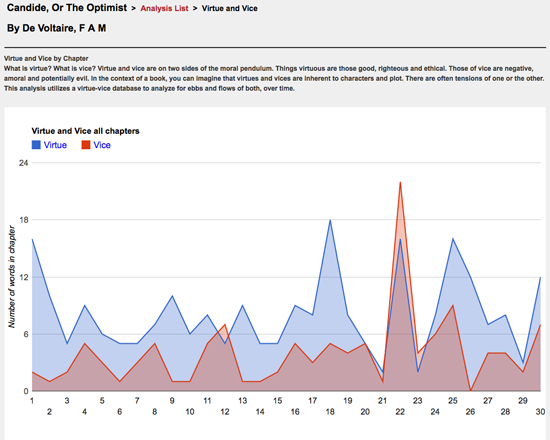 Candide, Or The Optimist > Analysis List > Virtue and Vice
By De Voltaire, F A M
Virtue and Vice by Chapter
What is virtue? What is vice? Virtue and vice are on two sides of the moral pendulum. Things virtuous are those good, righteous and ethical. Those of vice are negative,
amoral and potentially evil. In the context of a book, you can imagine that virtues and vices are inherent to characters and plot. There are often tensions of one or the other.
This analysis utilizes a virtue-vice database to analyze for ebbs and flows of both, over time.
Virtue and Vice all chapters
Virtue Vice
Number of words in chapter
24
18
12
6
0
1 3 5 7 9 11 13 15 17 19 21 23 25 27 29
2 4 6 8 10 12 14 16 18 20 22 24 26 28 30